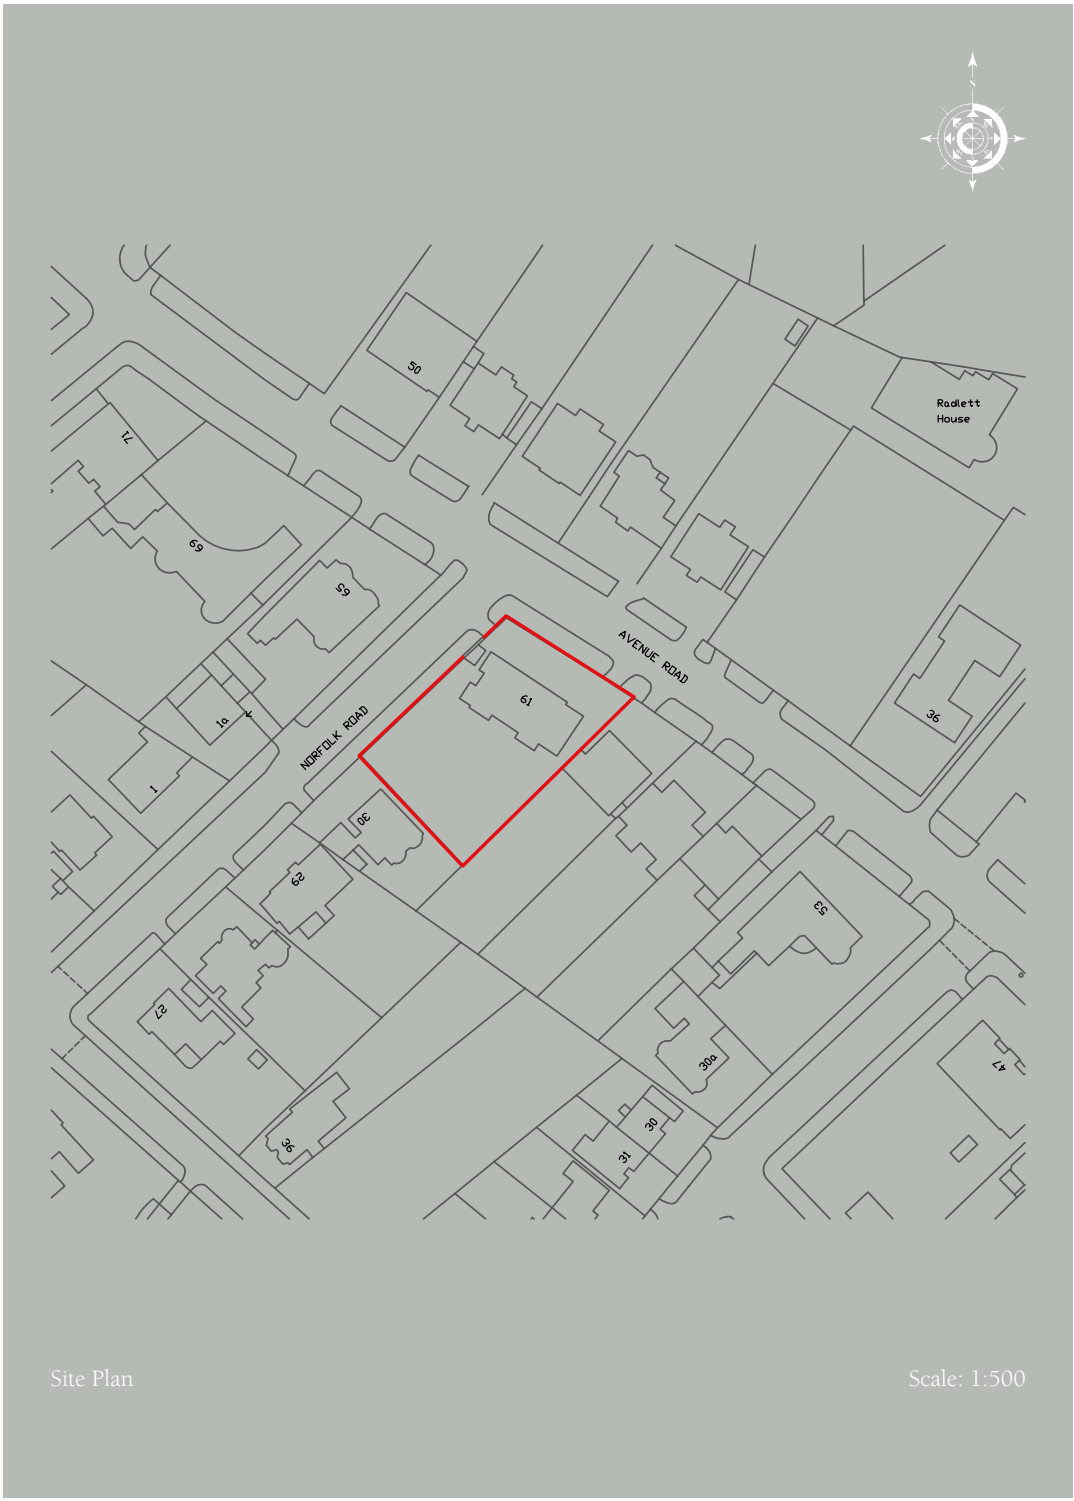 N
50
Radlett
House
71
69
65
AVENUE ROAD
61
36
1a
NORFOLK ROAD
1
30
29
53
27
30a
47
36
30
31
Site Plan
Scale: 1:500